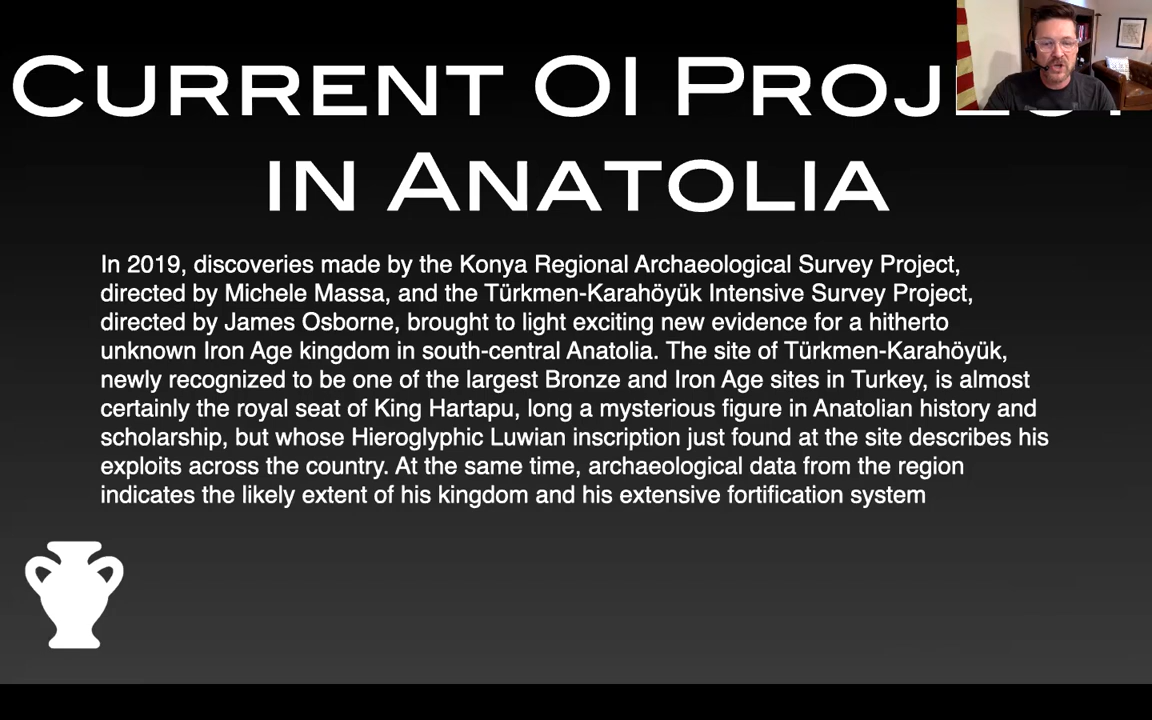 CURRENT OI
IN ANATOLIA
In 2019, discoveries made by the Konya Regional Archaeological Survey Project,
directed by Michele Massa, and the Türkmen-Karahöyük Intensive Survey Project,
directed by James Osborne, brought to light exciting new evidence for a hitherto
unknown Iron Age kingdom in south-central Anatolia. The site of Türkmen-Karahöyük,
newly recognized to be one of the largest Bronze and Iron Age sites in Turkey, is almost
certainly the royal seat of King Hartapu, long a mysterious figure in Anatolian history and
scholarship, but whose Hieroglyphic Luwian inscription just found at the site describes his
exploits across the country. At the same time, archaeological data from the region
indicates the likely extent of his kingdom and his extensive fortification system